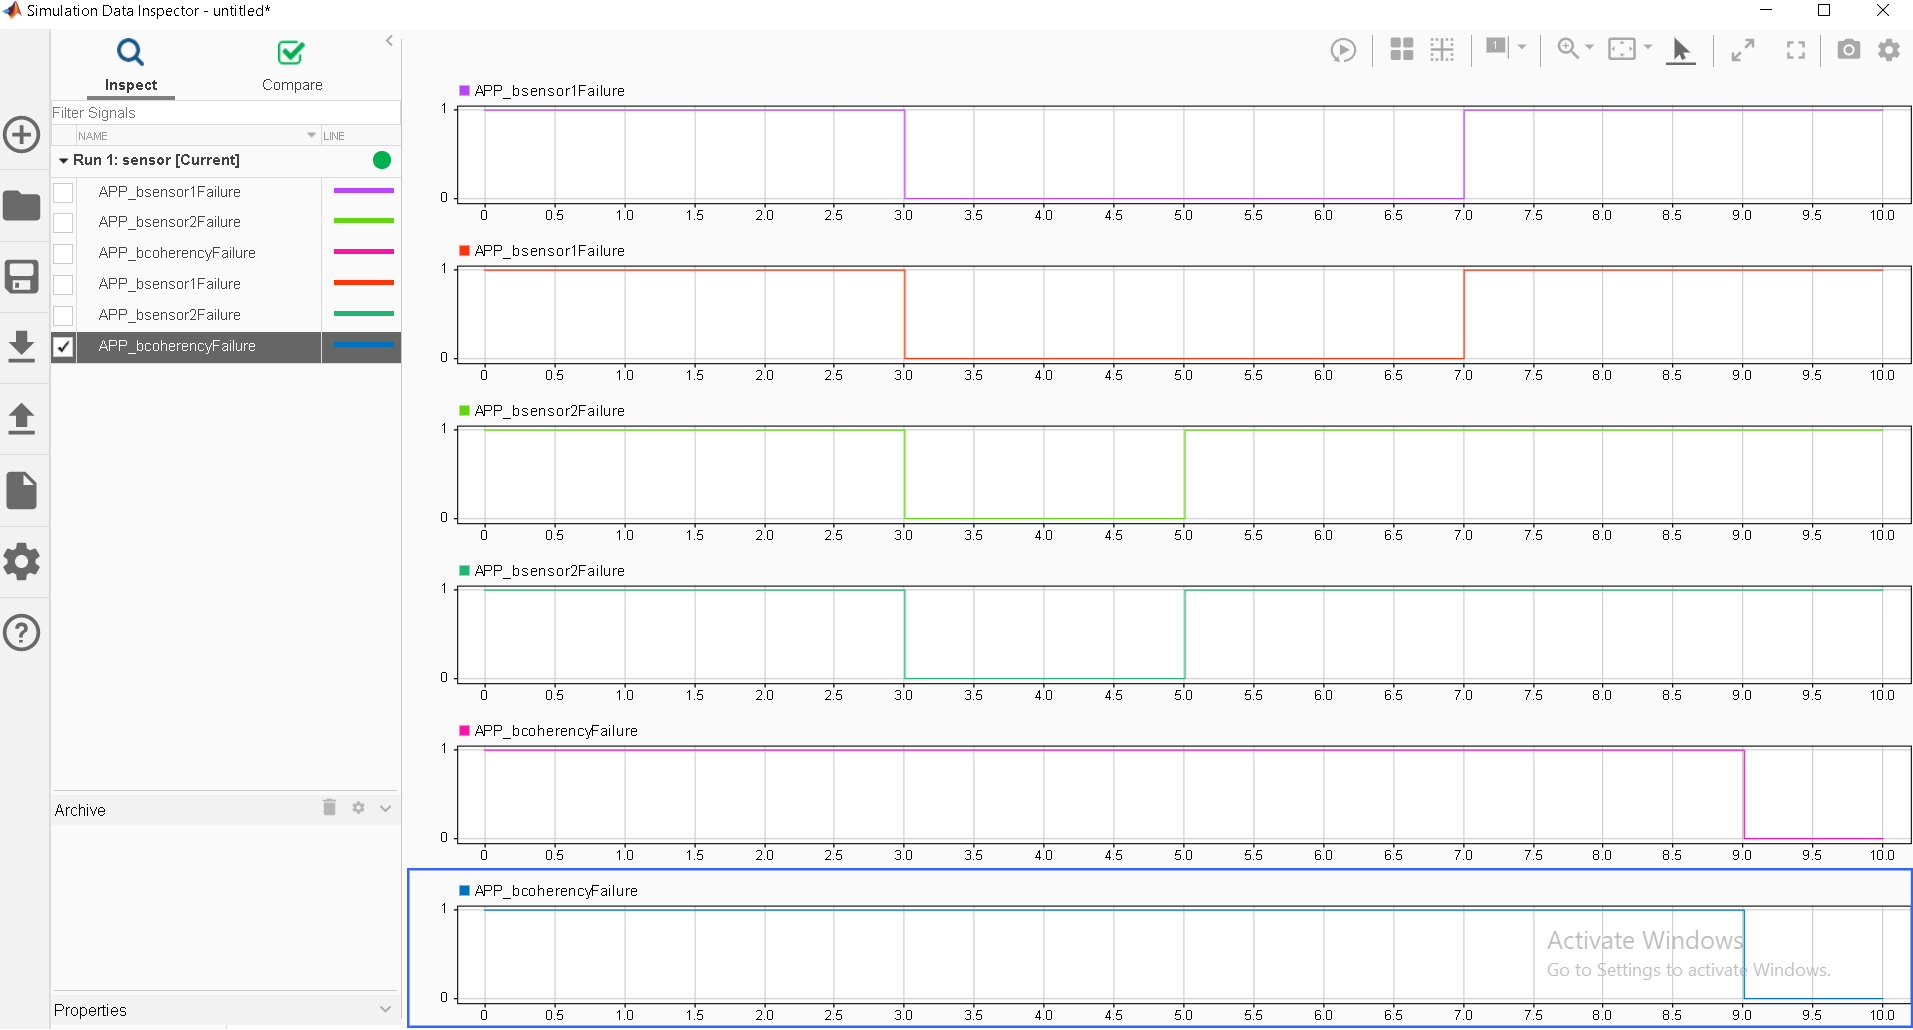 Simulation Data Inspector - untitled*
Inspect
Compare
Filter Signals
NAME
LINE
Run 1: sensor [Current]
APP_bsensor1Failure
APP_bsensor2Failure
APP_bcoherencyFailure
APP_bsensor1Failure
APP_bsensor2Failure
APP_bcoherencyFailure
Archive
Properties
1
APP_bsensor1Failure
1
0
0 0.5 1.0 1.5 2.0 2.5 3.0 3.5 4.0 4.5 5.0 5.5 6.0 6.5 7.0 7.5 8.0 8.5 9.0 9.5 10.0
APP_bsensor1Failure
1
0
0 0.5 1.0 1.5 2.0 2.5 3.0 3.5 4.0 4.5 5.0 5.5 6.0 6.5 7.0 7.5 8.0 8.5 9.0 9.5 10.0
APP_bsensor2Failure
1
0
0 0.5 1.0 1.5 2.0 2.5 3.0 3.5 4.0 4.5 5.0 5.5 6.0 6.5 7.0 7.5 8.0 8.5 9.0 9.5 10.0
APP_bsensor2Failure
1
0
0 0.5 1.0 1.5 2.0 2.5 3.0 3.5 4.0 4.5 5.0 5.5 6.0 6.5 7.0 7.5 8.0 8.5 9.0 9.5 10.0
APP_bcoherencyFailure
1
0
0 0.5 1.0 1.5 2.0 2.5 3.0 3.5 4.0 4.5 5.0 5.5 6.0 6.5 7.0 7.5 8.0 8.5 9.0 9.5 10.0
APP_bcoherencyFailure
1
0
0 0.5 1.0 1.5 2.0 2.5 3.0 3.5 4.0 4.5 5.0 5.5 6.0 6.5 7.0 7.5 8.0 8.5 9.0 9.5 10.0
Activate Windows
Go to Settings to activate Windows.